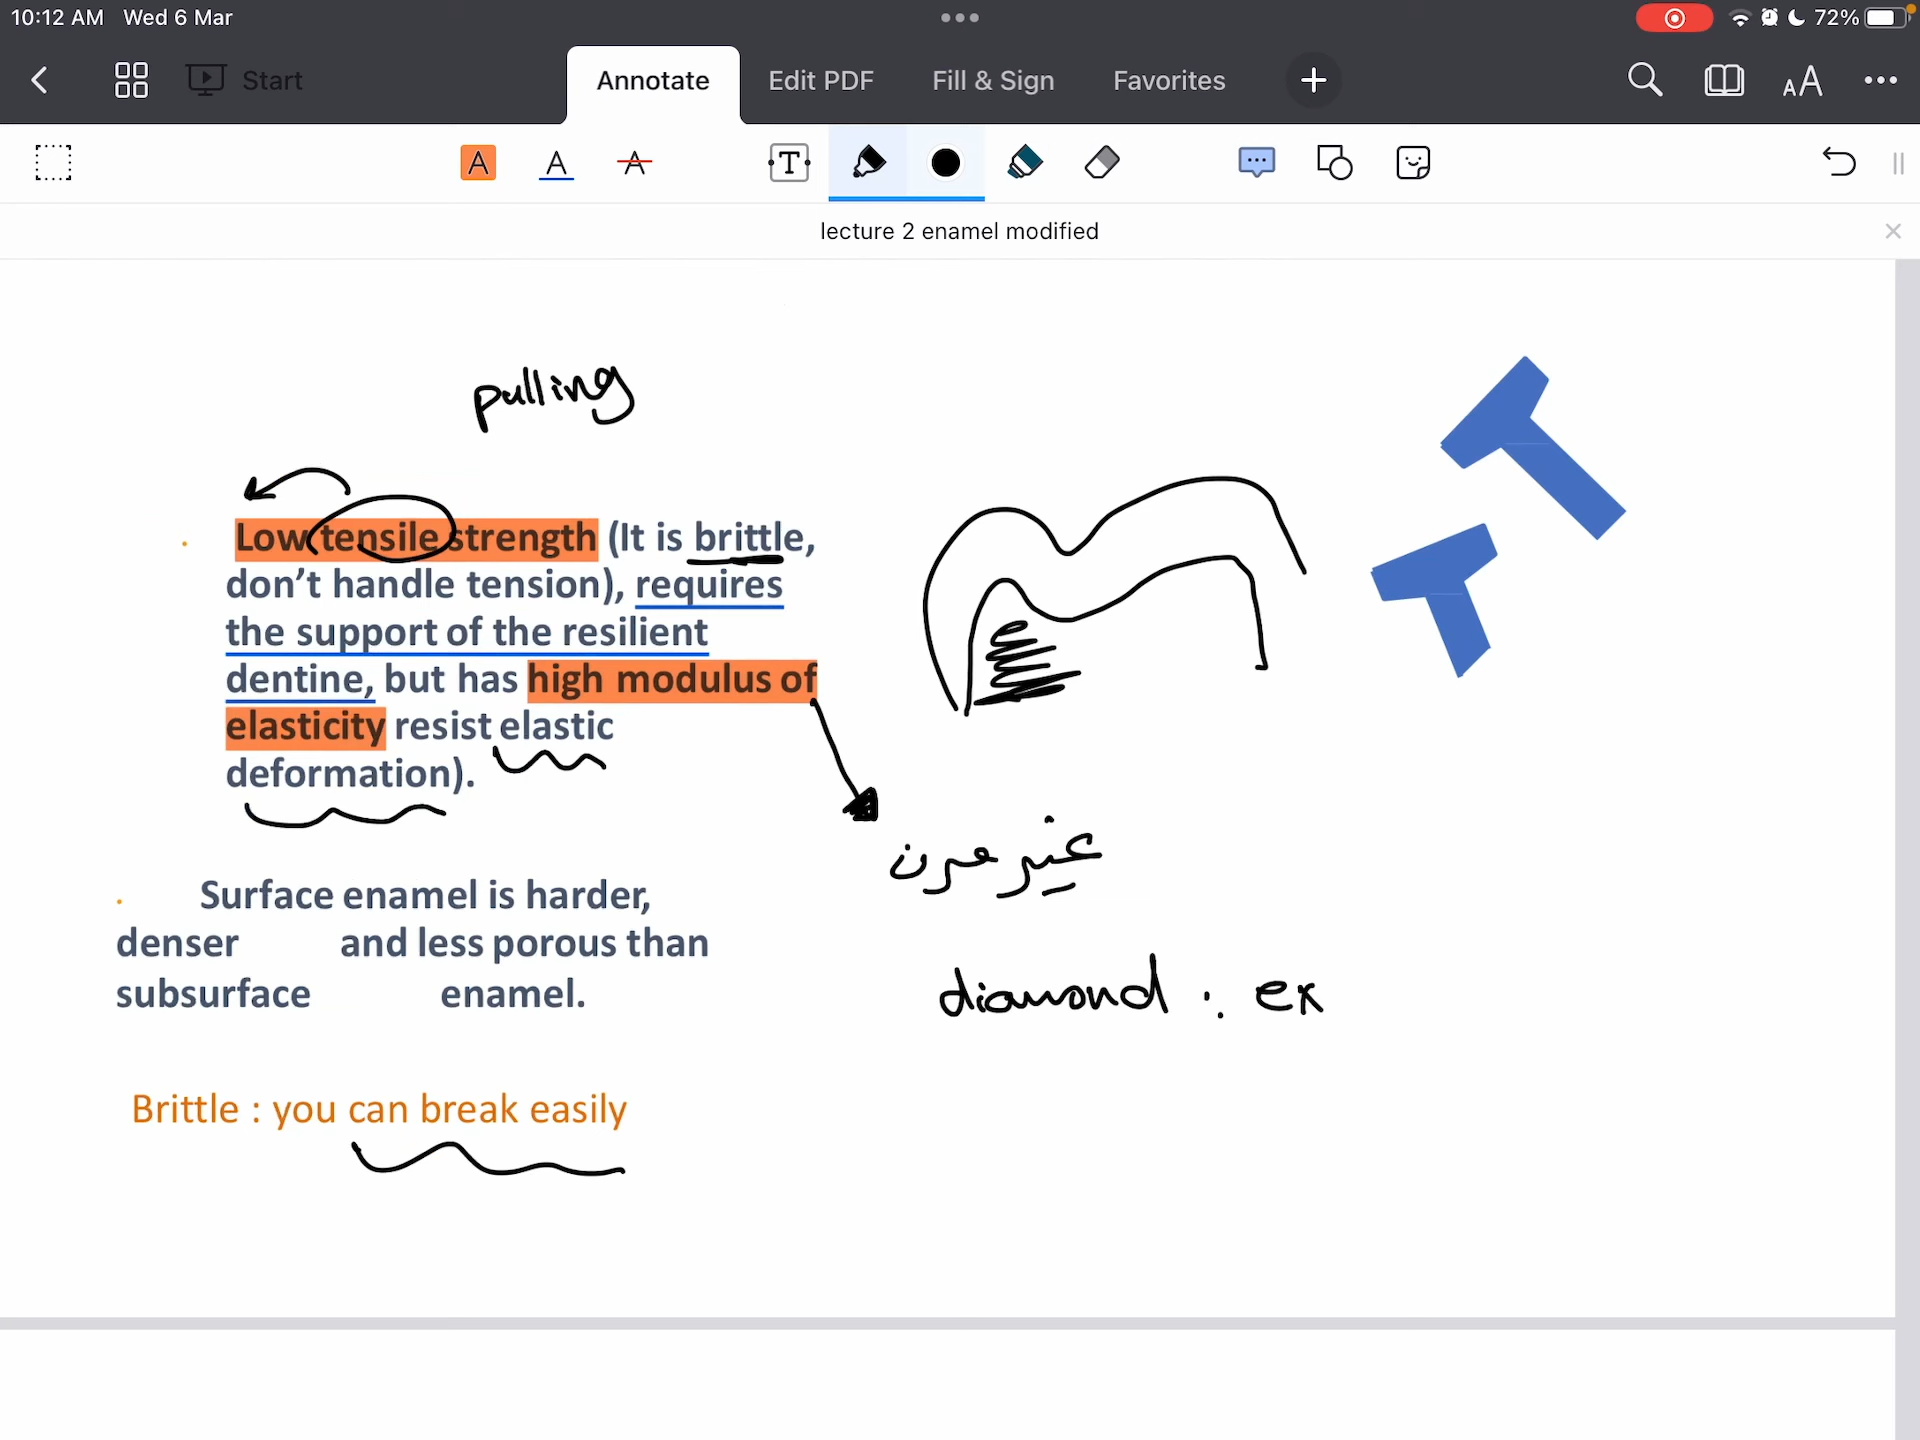 10:12 AM Wed 6 Mar
72%
Start
Annotate
Edit PDF
Fill & Sign
Favorites
AA
A A A T
lecture 2 enamel modified
pulling
Low tensile strength (It is brittle,
don’t handle tension), requires
the support of the resilient
dentine, but has high modulus of
elasticity resist elastic
deformation).
غير مرن
Surface enamel is harder,
denser and less porous than
subsurface enamel.
diamond : ex
Brittle : you can break easily